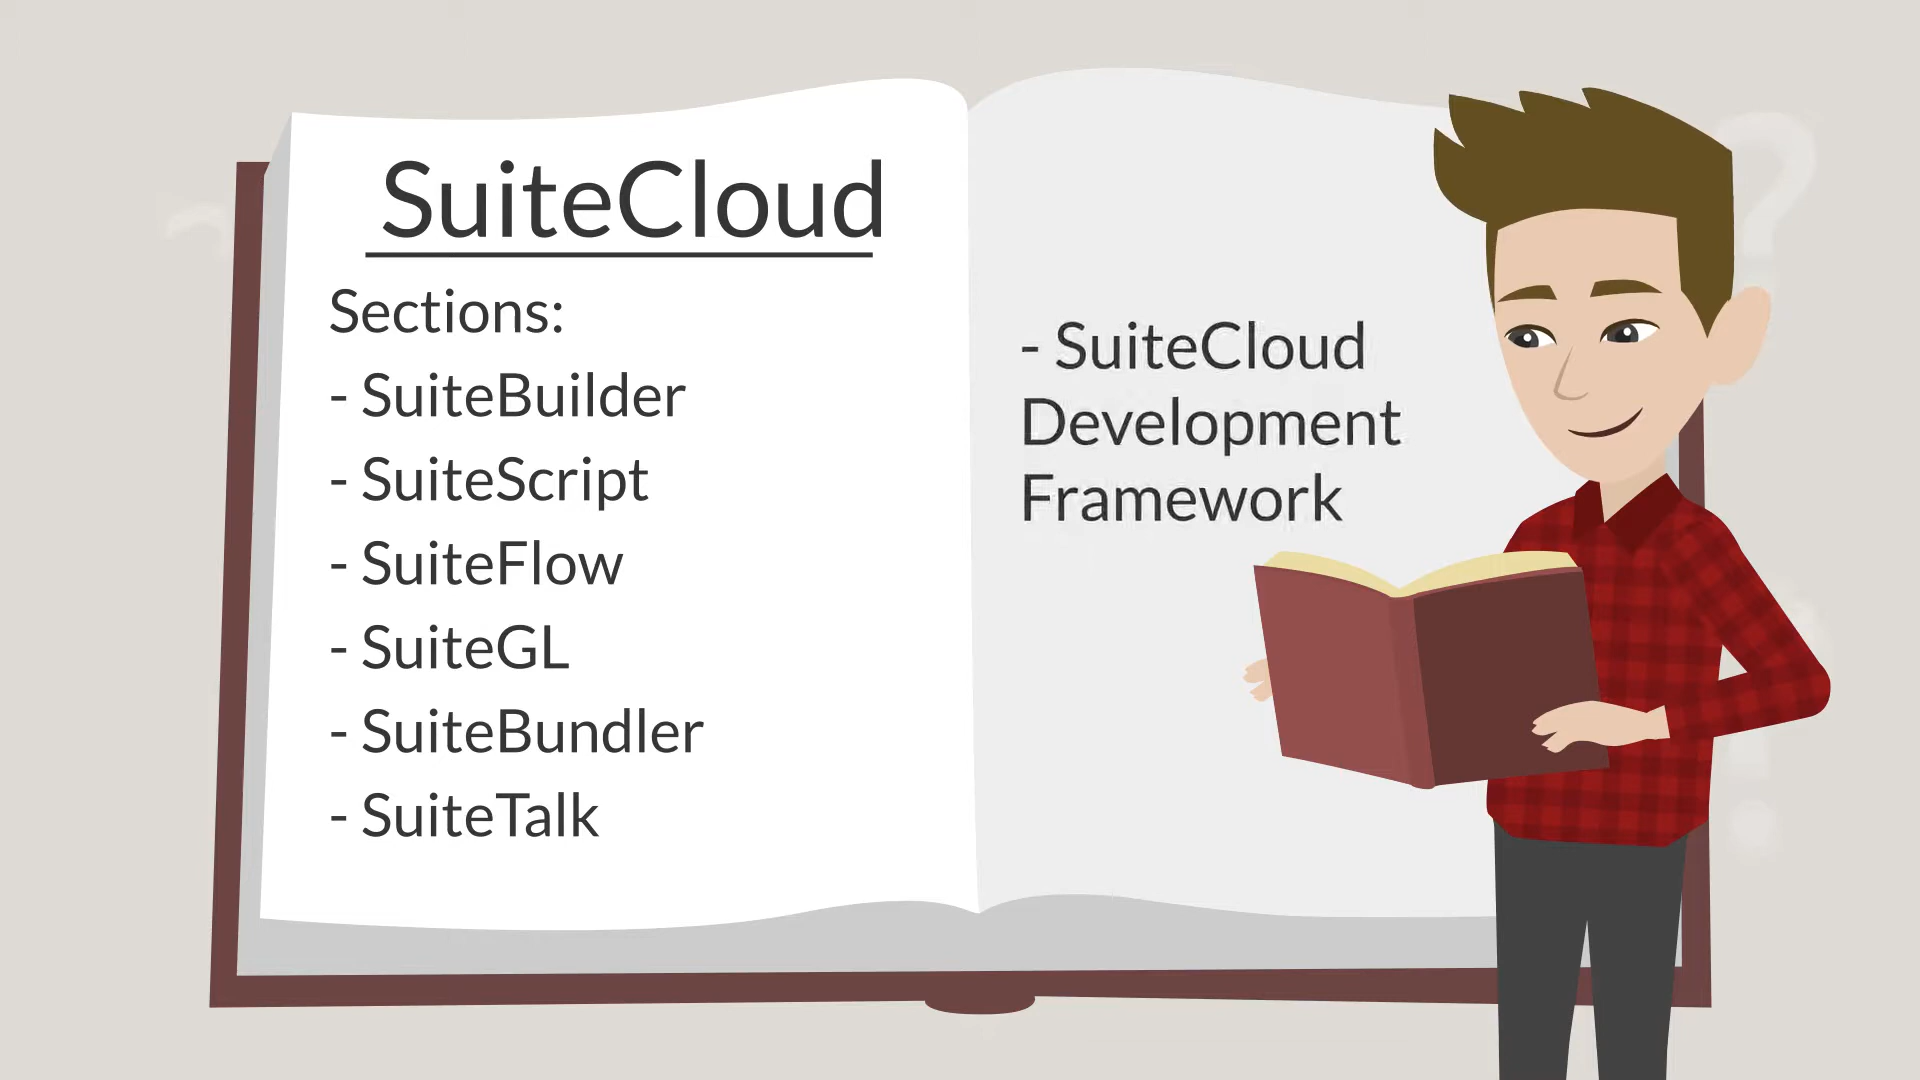 SuiteCloud
Sections:
- SuiteBuilder
- SuiteScript
- SuiteFlow
- SuiteGL
- SuiteBundler
- SuiteTalk
- SuiteCloud
Development
Framework